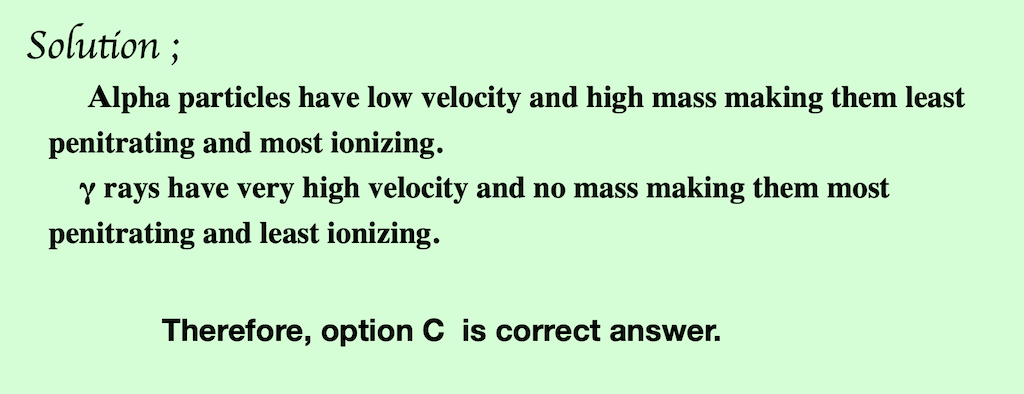 Solution ;
Alpha particles have low velocity and high mass making them least
penitrating and most ionizing.
γ rays have very high velocity and no mass making them most
penitrating and least ionizing.
Therefore, option C is correct answer.